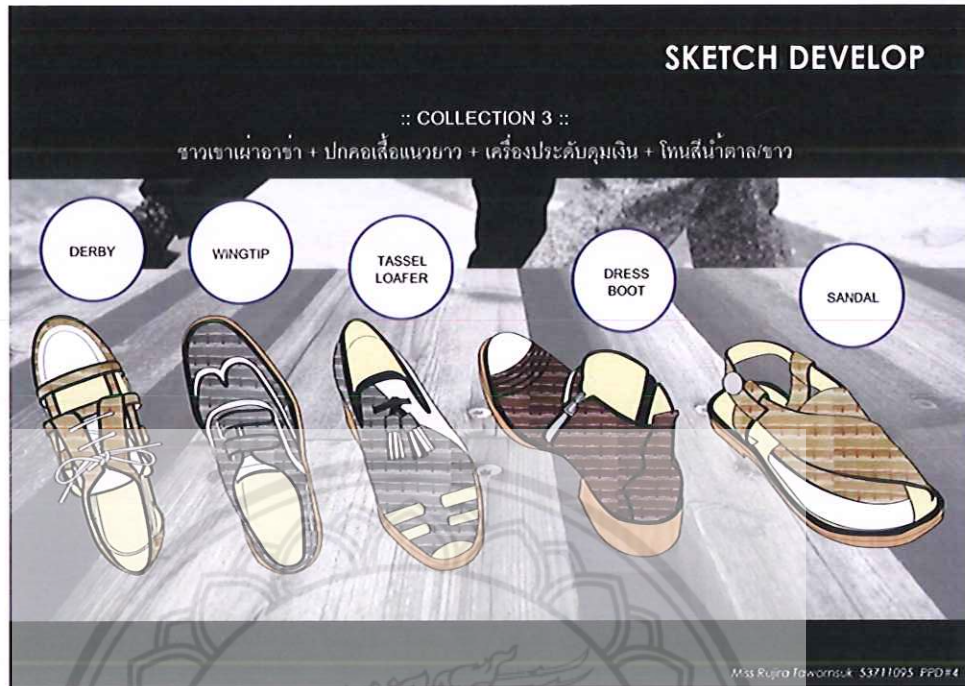 SKETCH DEVELOP
:: COLLECTION 3 ::
ชาวเขาเผ่าอาข่า + ปกคอเสื้อแนวยาว + เครื่องประดับดุมเงิน + โทนสีน้ำตาล/ขาว
DERBY
WINGTIP
TASSEL
LOAFER
DRESS
BOOT
SANDAL
Miss Rujira Tawornsuk 53711095 PPD#4